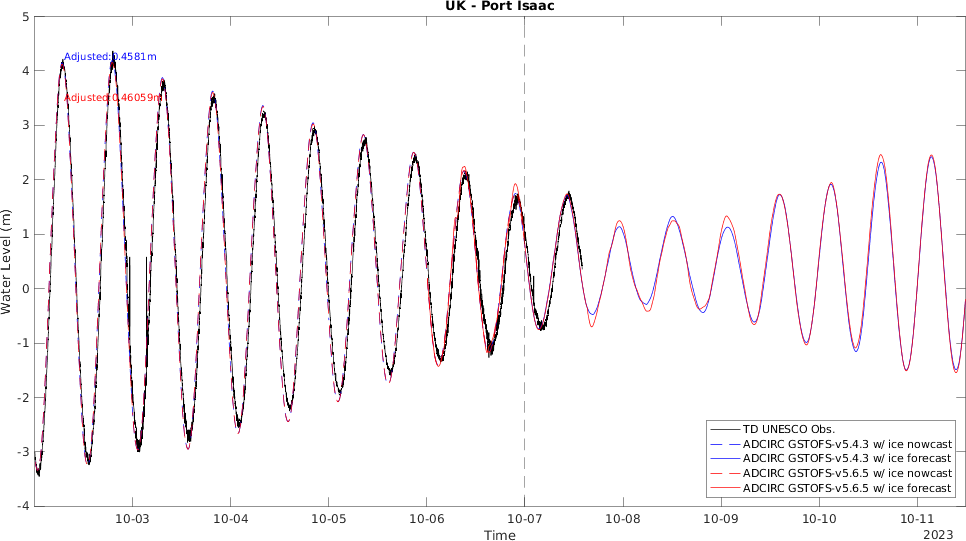 UK - Port Isaac
5
4
3
2
1
0
-1
-2
-3
-4
Water Level (m)
Adjusted:0.4581m
Adjusted:0.46059m
TD UNESCO Obs.
ADCIRC GSTOFS-v5.4.3 w/ ice nowcast
ADCIRC GSTOFS-v5.4.3 w/ ice forecast
ADCIRC GSTOFS-v5.6.5 w/ ice nowcast
ADCIRC GSTOFS-v5.6.5 w/ ice forecast
10-03 10-04 10-05 10-06 10-07 10-08 10-09 10-10 10-11
Time
2023